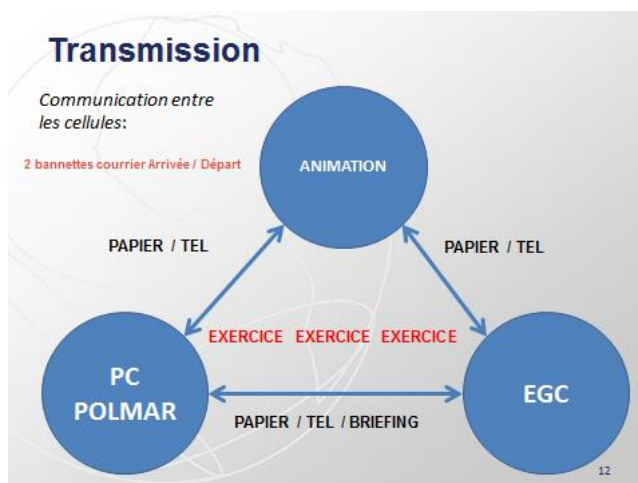 Transmission
Communication entre
les cellules:
2 bannettes courrier Arrivée / Départ
ANIMATION
PAPIER / TEL
PAPIER / TEL
EXERCICE EXERCICE EXERCICE
PC
POLMAR
EGC
PAPIER / TEL / BRIEFING
12